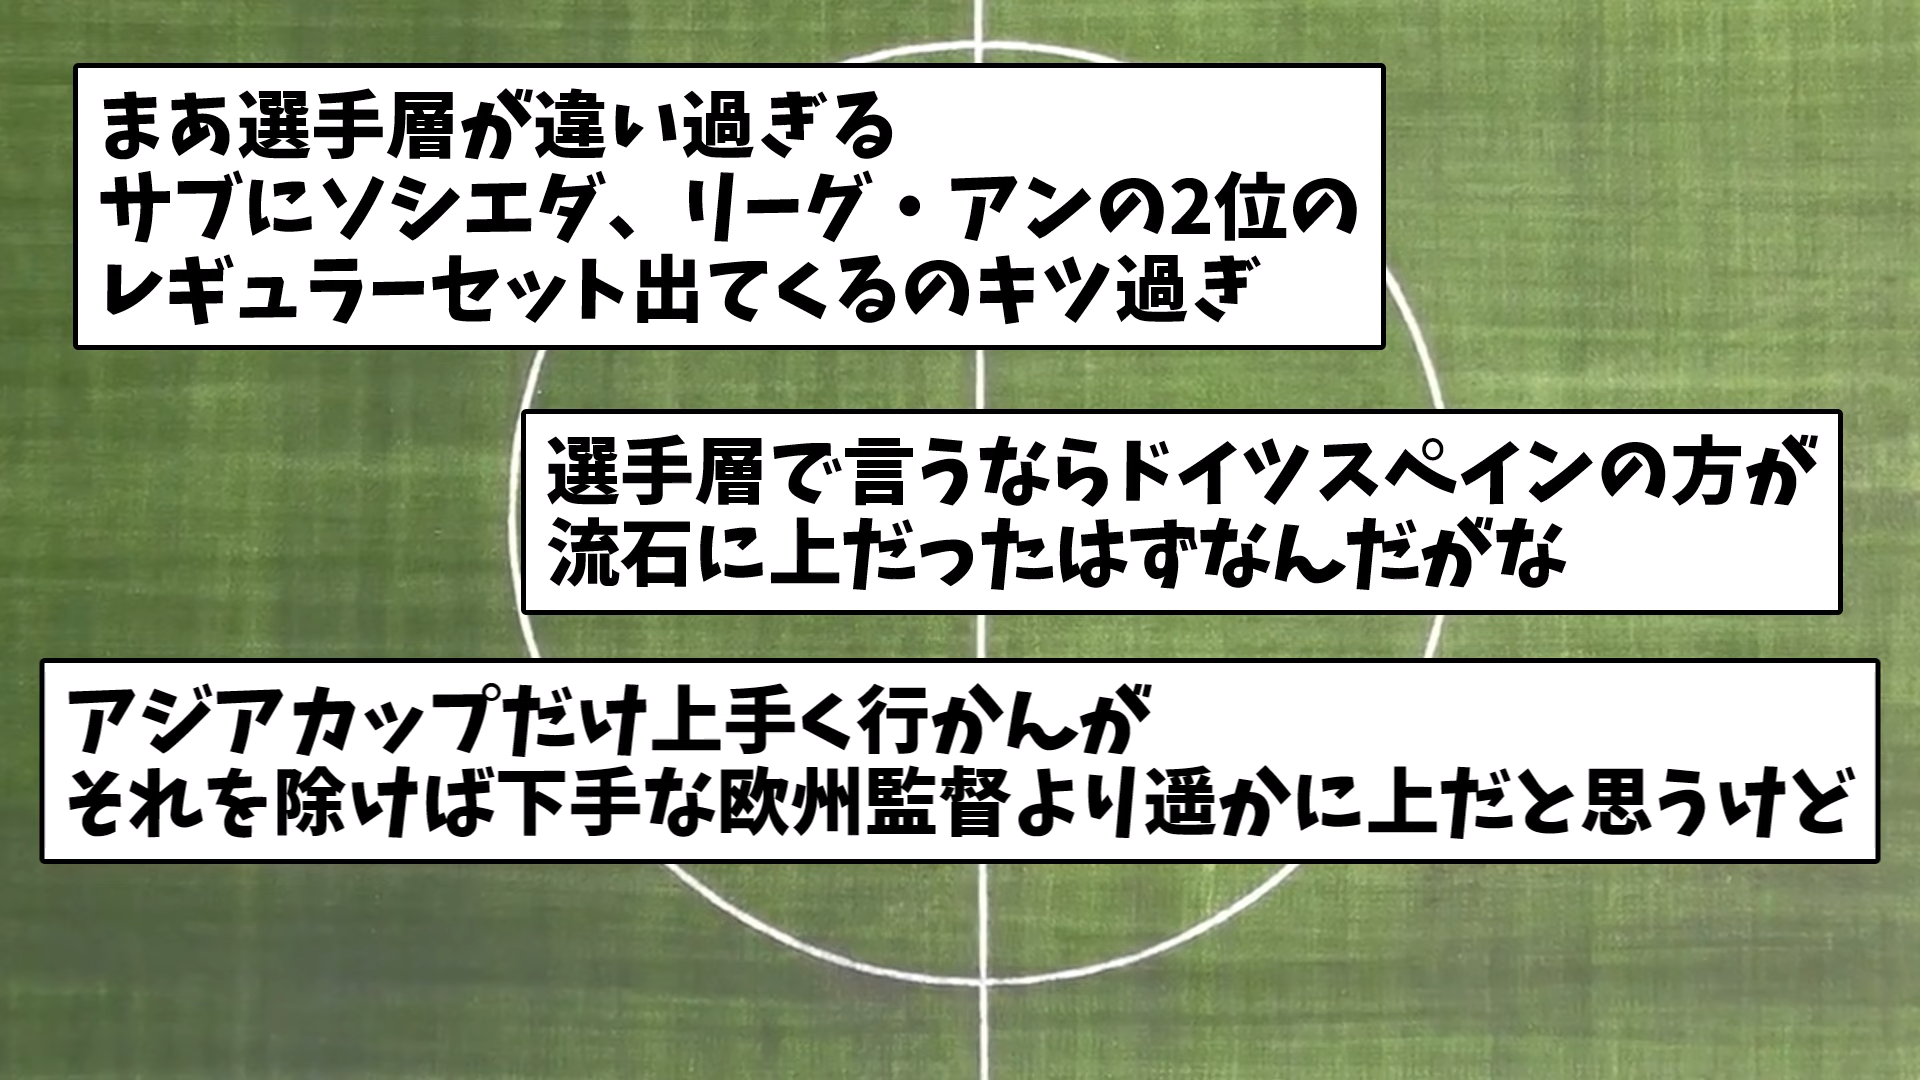 まあ選手層が違い過ぎる
サブにソシエダ、リーグ・アンの2位の
レギュラーセット出てくるのキツ過ぎ
選手層で言うならドイツスペインの方が
流石に上だったはずなんだがな
アジアカップだけ上手く行かんが
それを除けば下手な欧州監督より遥かに上だと思うけど